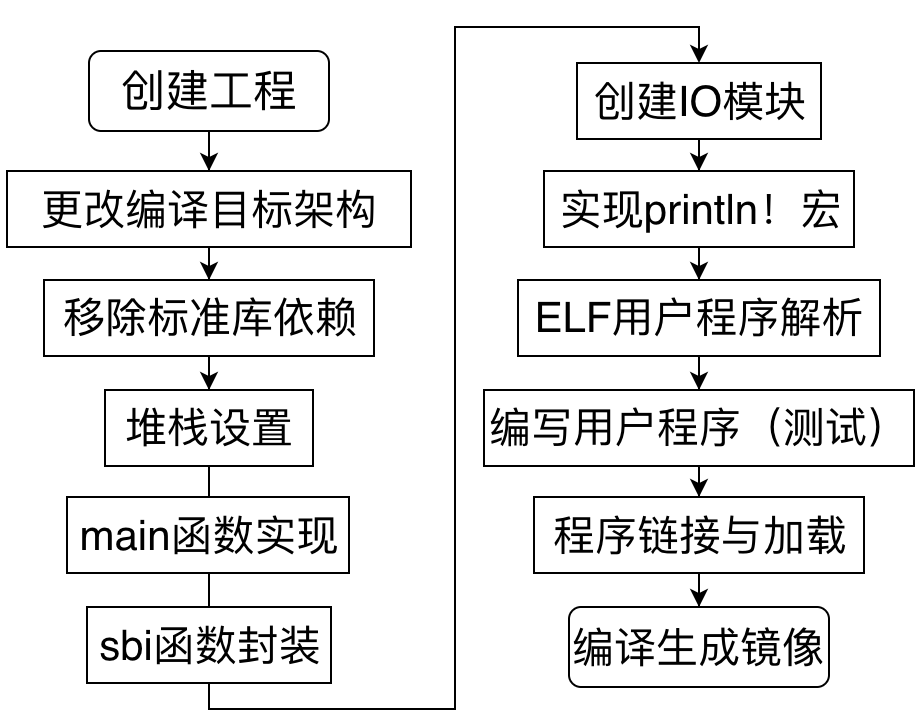 创建工程
更改编译目标架构
移除标准库依赖
堆栈设置
main函数实现
sbi函数封装
创建IO模块
实现println！宏
ELF用户程序解析
编写用户程序（测试）
程序链接与加载
编译生成镜像